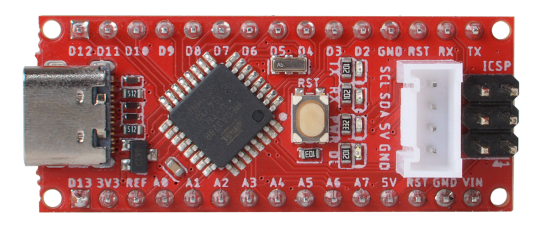 D12 D11 D10 D9 D8 D7 D6 D5 D4 D3 D2 GND RST RX TX
ICSP
RST
TX
RX
SCL
SDA
5V
GND
512
512
D13 3V3 REF A0 A1 A2 A3 A4 A5 A6 A7 5V RST GND VIN